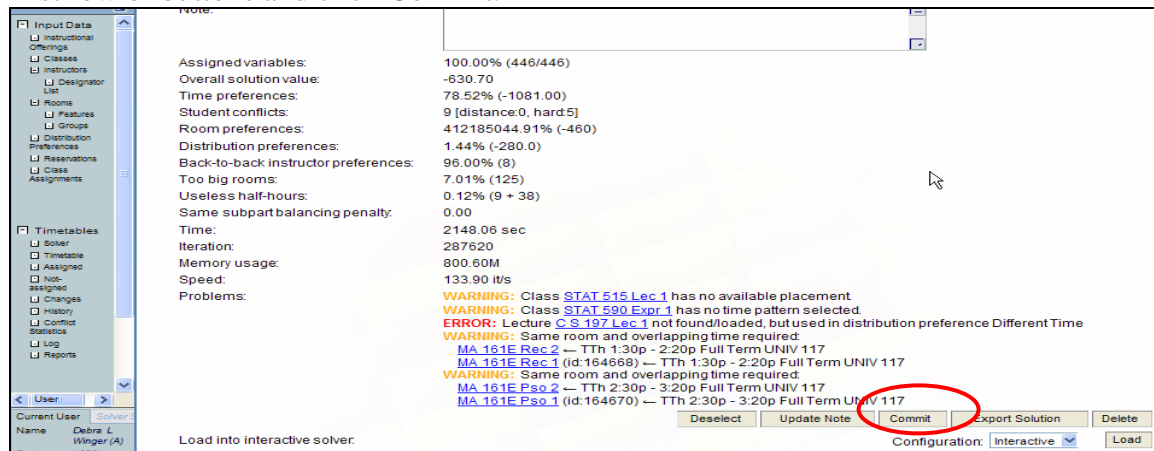 Note:
Input Data
Instructional
Offerings
Classes
Instructors
Designator
List
Rooms
Features
Groups
Distribution
Preferences
Reservations
Class
Assignments
Timetables
Solver
Timetable
Assigned
Not-
assigned
Changes
History
Conflict
Statistics
Log
Reports
User
Current User Solver S
Name Debra L
Winger (A)
Assigned variables: 100.00% (446/446)
Overall solution value: -630.70
Time preferences: 78.52% (-1081.00)
Student conflicts: 9 [distance:0, hard:5]
Room preferences: 412185044.91% (-460)
Distribution preferences: 1.44% (-280.0)
Back-to-back instructor preferences: 96.00% (8)
Too big rooms: 7.01% (125)
Useless half-hours: 0.12% (9 + 38)
Same subpart balancing penalty: 0.00
Time: 2148.06 sec
Iteration: 287620
Memory usage: 800.60M
Speed: 133.90 it/s
Problems: WARNING: Class STAT 515 Lec 1 has no available placement.
WARNING: Class STAT 590 Expr 1 has no time pattern selected.
ERROR: Lecture C S 197 Lec 1 not found/loaded, but used in distribution preference Different Time
WARNING: Same room and overlapping time required:
MA 161E Rec 2 ← TTh 1:30p - 2:20p Full Term UNIV 117
MA 161E Rec 1 (id:164668) ← TTh 1:30p - 2:20p Full Term UNIV 117
WARNING: Same room and overlapping time required:
MA 161E Pso 2 ← TTh 2:30p - 3:20p Full Term UNIV 117
MA 161E Pso 1 (id:164670) ← TTh 2:30p - 3:20p Full Term UNIV 117
Deselect Update Note Commit Export Solution Delete
Load into interactive solver: Configuration: Interactive Load